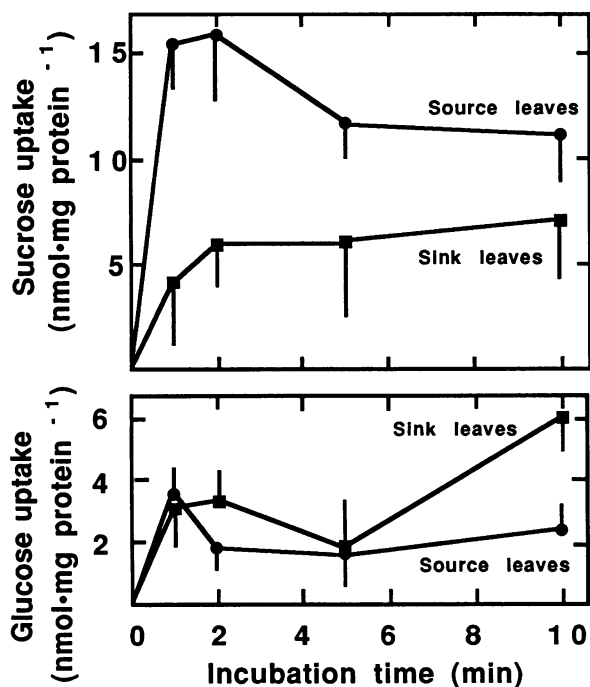 Sucrose uptake
(nmol•mg protein -1)
15
10
5
Source leaves
Sink leaves
Glucose uptake
(nmol•mg protein -1)
6
4
2
Sink leaves
Source leaves
0 2 4 6 8 10
Incubation time (min)